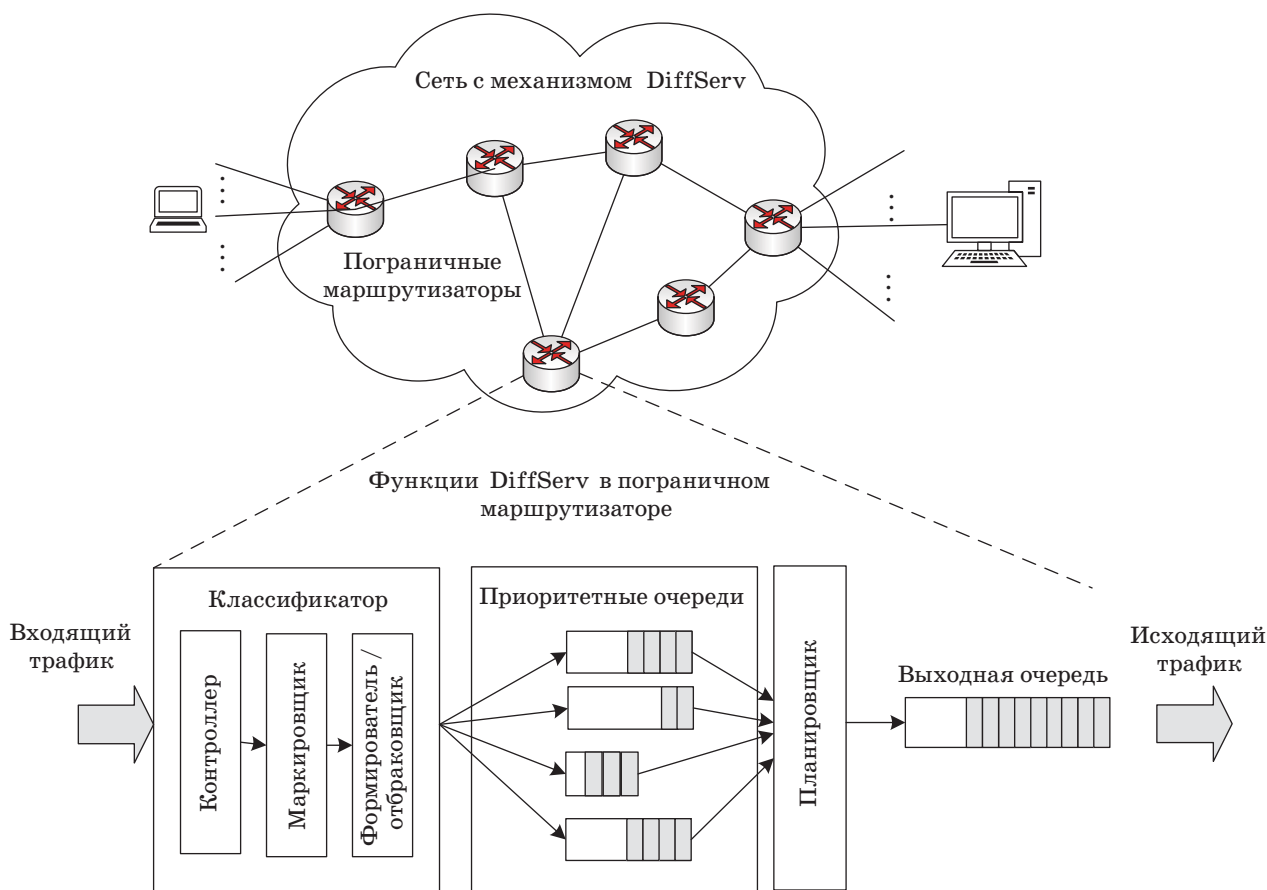 Сеть с механизмом DiffServ
Пограничные
маршрутизаторы
Функции DiffServ в пограничном
маршрутизаторе
Входящий
трафик
Классификатор
Контроллер
Маркировщик
Формирователь /
отбраковщик
Приоритетные очереди
Планировщик
Выходная очередь
Исходящий
трафик